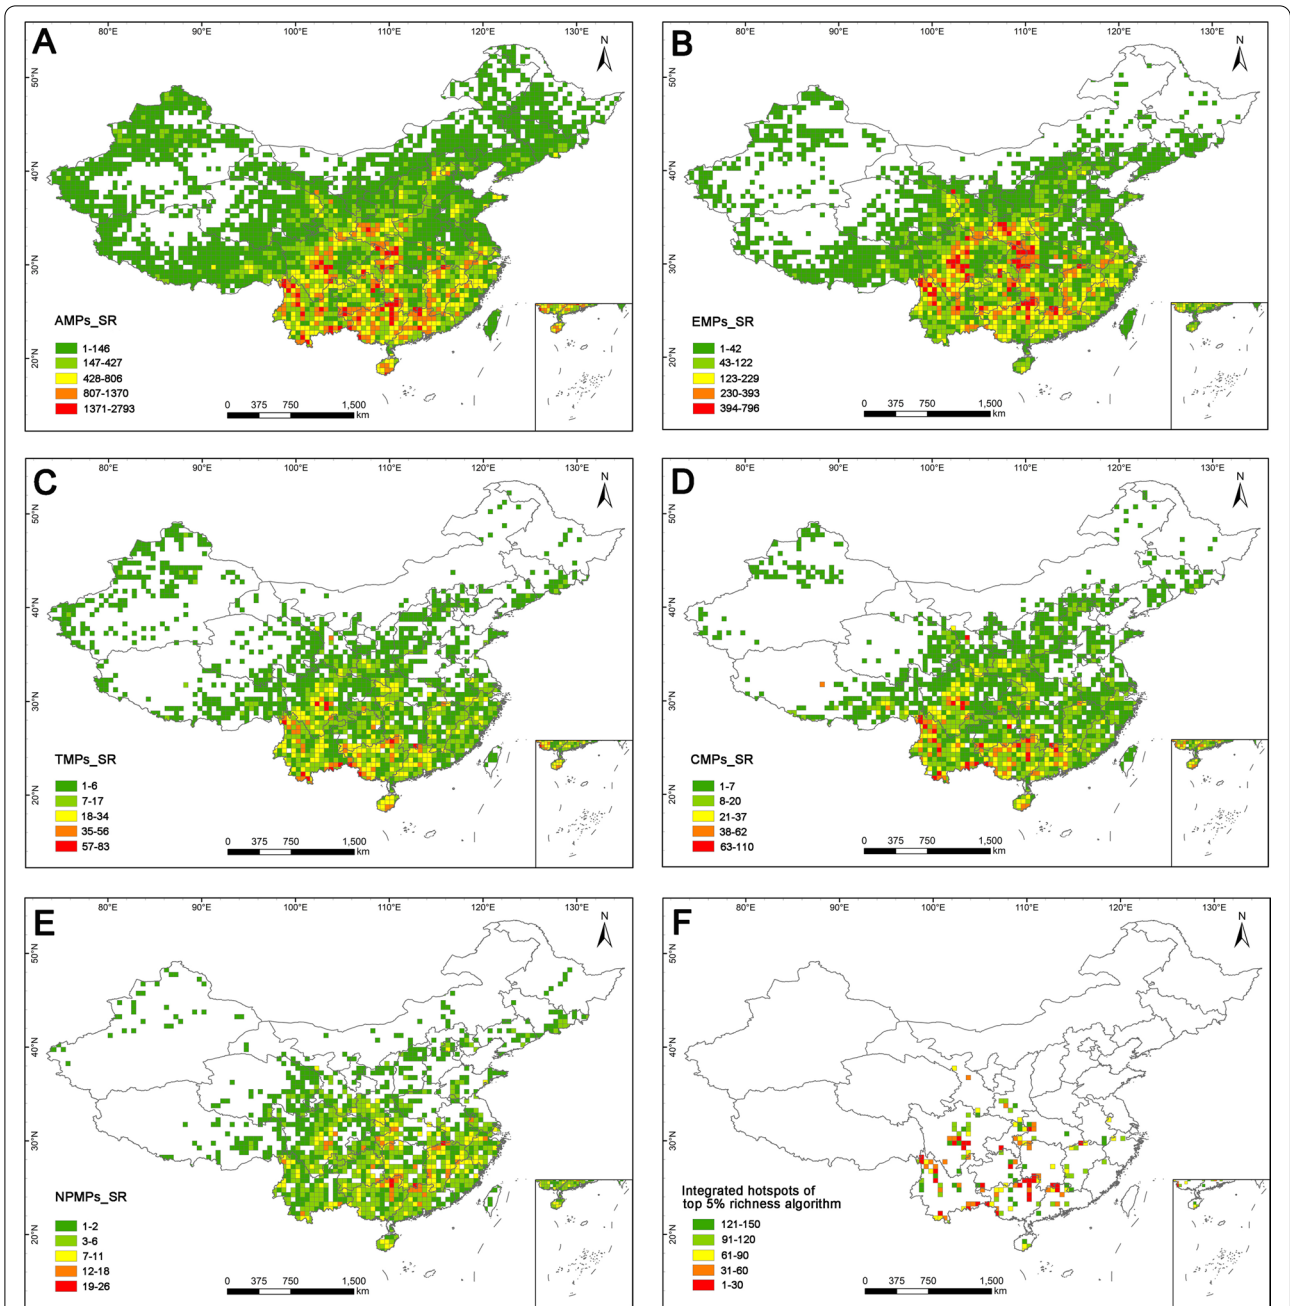 A
80°E 90°E 100°E 110°E 120°E 130°E
N
50°N
40°N
30°N
20°N
AMPs_SR
1-146
147-427
428-806
807-1370
1371-2793
0 375 750 1,500
km
B
80°E 90°E 100°E 110°E 120°E 130°E
N
50°N
40°N
30°N
20°N
EMPs_SR
1-42
43-122
123-229
230-393
394-796
0 375 750 1,500
km
C
80°E 90°E 100°E 110°E 120°E 130°E
N
50°N
40°N
30°N
20°N
TMPs_SR
1-6
7-17
18-34
35-56
57-83
0 375 750 1,500
km
D
80°E 90°E 100°E 110°E 120°E 130°E
N
50°N
40°N
30°N
20°N
CMPs_SR
1-7
8-20
21-37
38-62
63-110
0 375 750 1,500
km
E
80°E 90°E 100°E 110°E 120°E 130°E
N
50°N
40°N
30°N
20°N
NPMPs_SR
1-2
3-6
7-11
12-18
19-26
0 375 750 1,500
km
F
80°E 90°E 100°E 110°E 120°E 130°E
N
50°N
40°N
30°N
20°N
Integrated hotspots of
top 5% richness algorithm
121-150
91-120
61-90
31-60
1-30
0 375 750 1,500
km